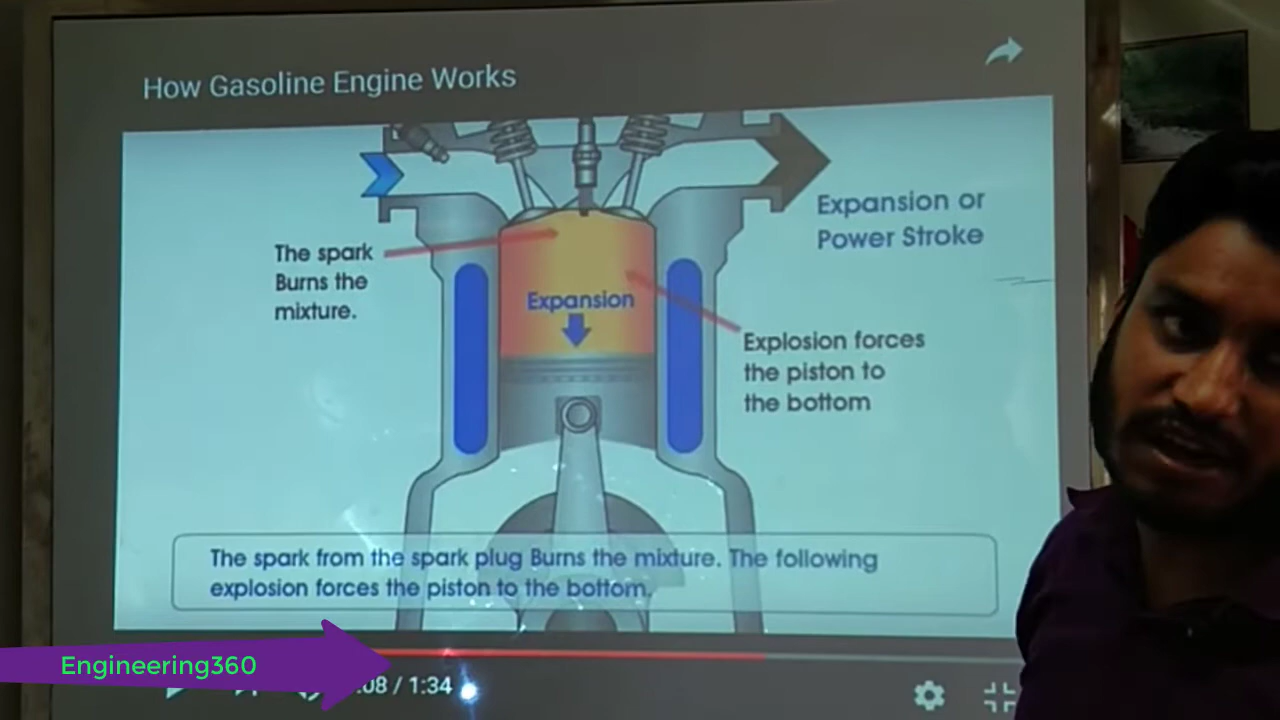 How Gasoline Engine Works
Expansion or
Power Stroke
The spark
Burns the
mixture.
Expansion
Explosion forces
the piston to
the bottom
The spark from the spark plug Burns the mixture. The following
explosion forces the piston to the bottom.
Engineering360
:08 / 1:34